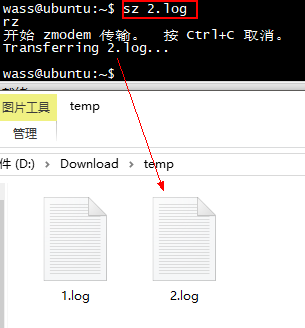 wass@ubuntu:~$ sz 2.log
rz
开始 zmodem 传输。 按 Ctrl+C 取消。
Transferring 2.log...
wass@ubuntu:~$
图片工具 temp
管理
件 (D:) Download temp
1.log 2.log